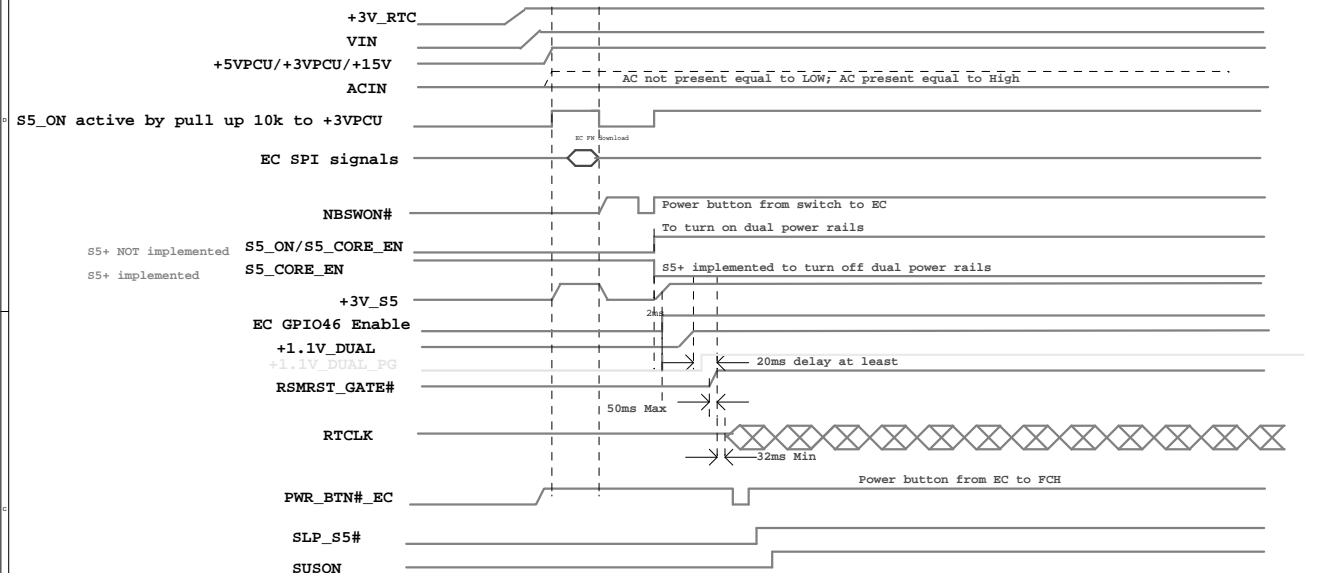 +3V_RTC
VIN
+5VPCU/+3VPCU/+15V
AC not present equal to LOW; AC present equal to High
ACIN
D
S5_ON active by pull up 10k to +3VPCU
EC FW download
EC SPI signals
NBSWON#
Power button from switch to EC
To turn on dual power rails
S5+ NOT implemented
S5_ON/S5_CORE_EN
S5+ implemented
S5_CORE_EN
S5+ implemented to turn off dual power rails
+3V_S5
2ms
EC GPIO46 Enable
+1.1V_DUAL
+1.1V_DUAL_PG
20ms delay at least
RSMRST_GATE#
50ms Max
RTCLK
32ms Min
Power button from EC to FCH
PWR_BTN#_EC
C
SLP_S5#
SUSON